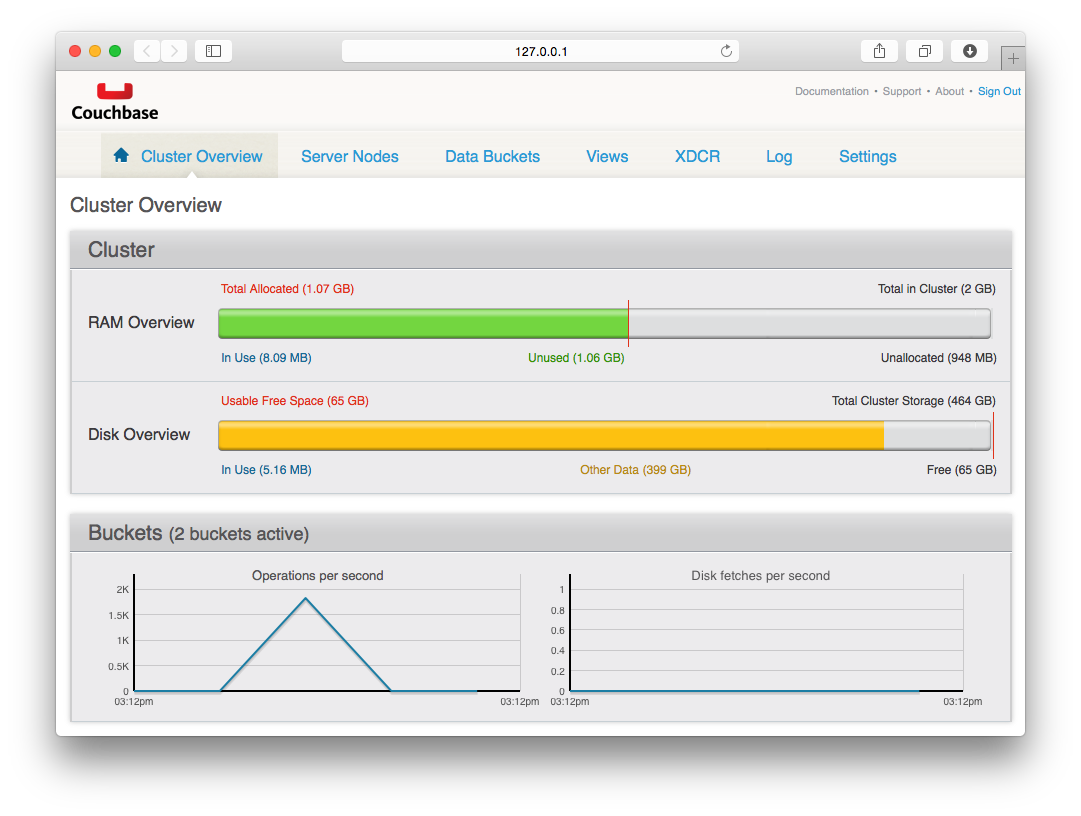 127.0.0.1
Couchbase
Documentation • Support • About • Sign Out
Cluster Overview Server Nodes Data Buckets Views XDCR Log Settings
Cluster Overview
Cluster
Total Allocated (1.07 GB) Total in Cluster (2 GB)
RAM Overview
In Use (8.09 MB) Unused (1.06 GB) Unallocated (948 MB)
Usable Free Space (65 GB) Total Cluster Storage (464 GB)
Disk Overview
In Use (5.16 MB) Other Data (399 GB) Free (65 GB)
Buckets (2 buckets active)
Operations per second
2K
1.5K
1K
0.5K
0
03:12pm 03:12pm
Disk fetches per second
1
0.8
0.6
0.4
0.2
0
03:12pm 03:12pm